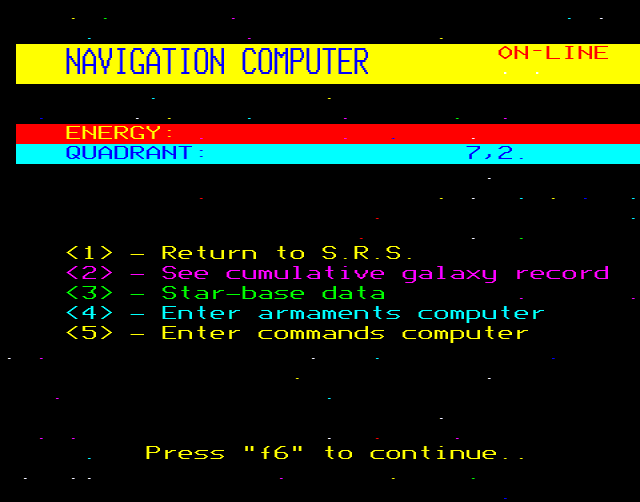 NAVIGATION COMPUTER ON-LINE
ENERGY:
QUADRANT: 7,2.
<1> - Return to S.R.S.
<2> - See cumulative galaxy record
<3> - Star-base data
<4> - Enter armaments computer
<5> - Enter commands computer
Press "f6" to continue..